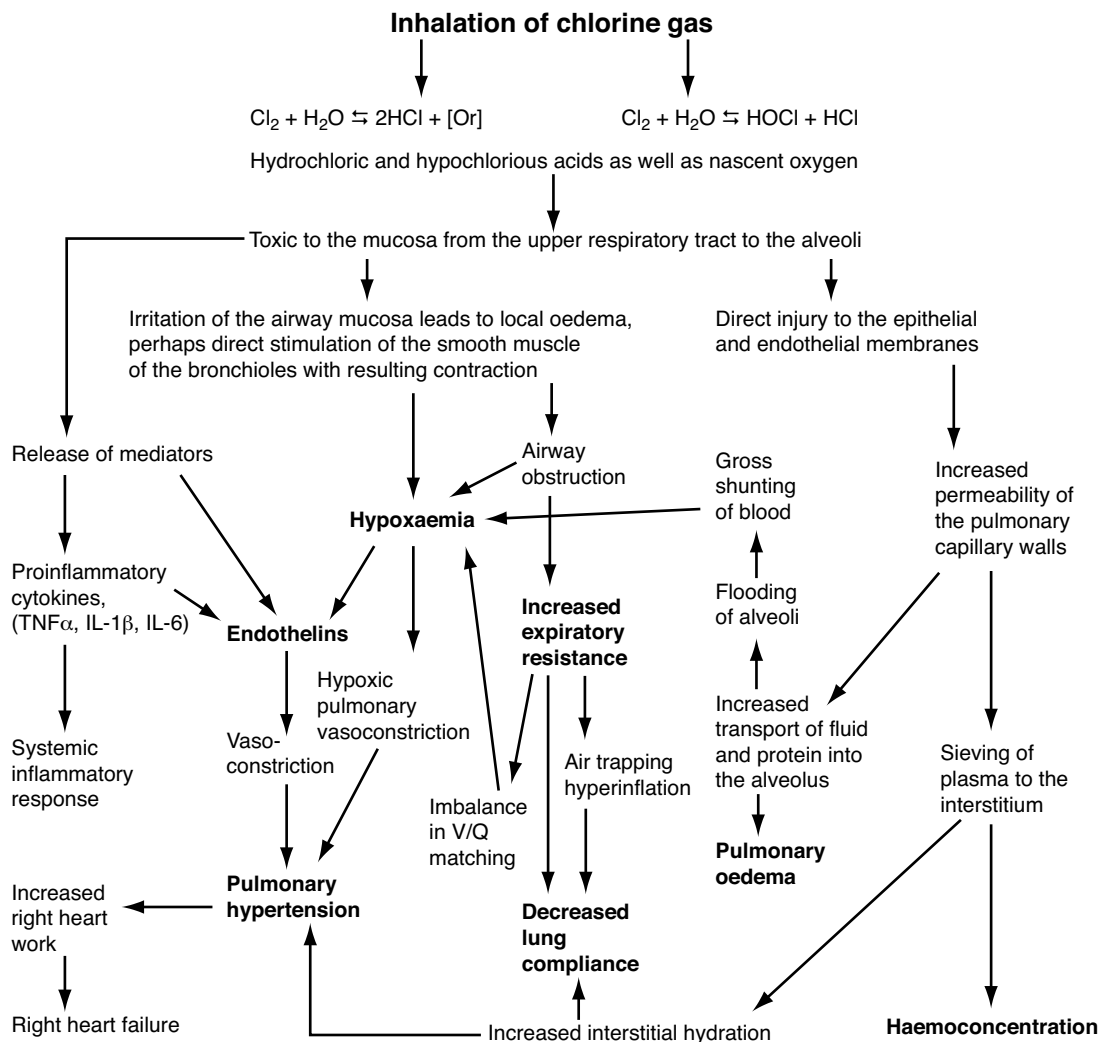 Inhalation of chlorine gas
Cl₂ + H₂O ⇆ 2HCl + [Or]
Cl₂ + H₂O ⇆ HOCl + HCl
Hydrochloric and hypochlorious acids as well as nascent oxygen
Toxic to the mucosa from the upper respiratory tract to the alveoli
Irritation of the airway mucosa leads to local oedema,
perhaps direct stimulation of the smooth muscle
of the bronchioles with resulting contraction
Direct injury to the epithelial
and endothelial membranes
Release of mediators
Airway
obstruction
Gross
shunting
of blood
Increased
permeability of
the pulmonary
capillary walls
Hypoxaemia
Proinflammatory
cytokines,
(TNFα, IL-1β, IL-6)
Endothelins
Increased
expiratory
resistance
Flooding
of alveoli
Hypoxic
pulmonary
vasoconstriction
Increased
transport of fluid
and protein into
the alveolus
Systemic
inflammatory
response
Vaso-
constriction
Air trapping
hyperinflation
Sieving of
plasma to the
interstitium
Imbalance
in V/Q
matching
Pulmonary
oedema
Increased
right heart
work
Pulmonary
hypertension
Decreased
lung
compliance
Right heart failure
Increased interstitial hydration
Haemoconcentration